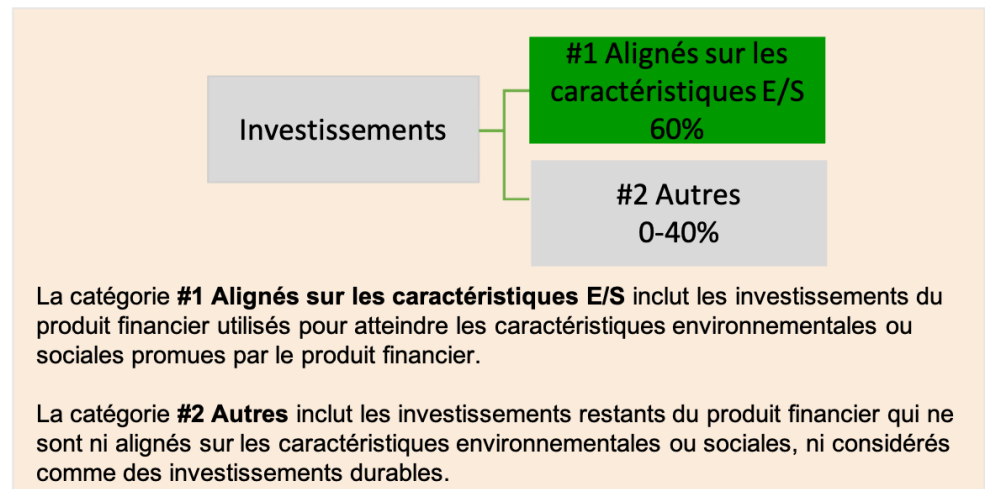 #1 Alignés sur les
caractéristiques E/S
60%
Investissements
#2 Autres
0-40%
La catégorie #1 Alignés sur les caractéristiques E/S inclut les investissements du
produit financier utilisés pour atteindre les caractéristiques environnementales ou
sociales promues par le produit financier.
La catégorie #2 Autres inclut les investissements restants du produit financier qui ne
sont ni alignés sur les caractéristiques environnementales ou sociales, ni considérés
comme des investissements durables.